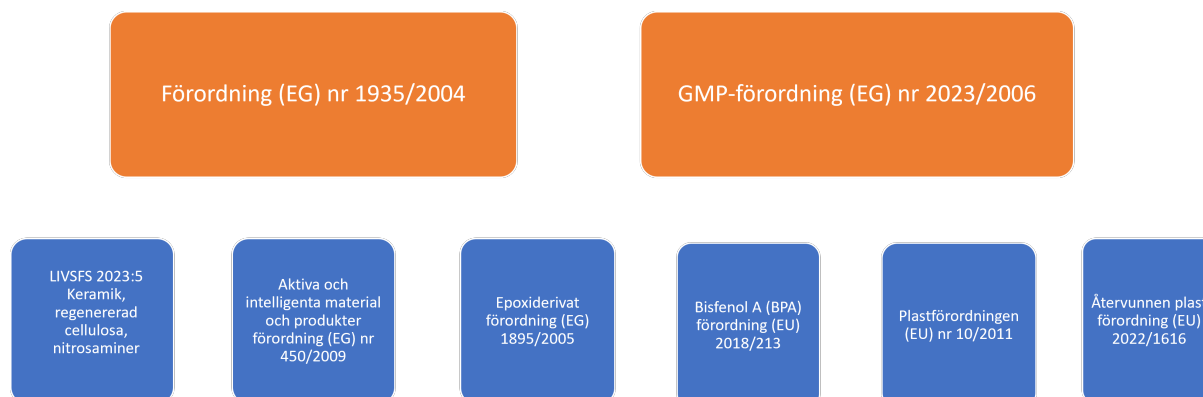 Förordning (EG) nr 1935/2004
GMP-förordning (EG) nr 2023/2006
LIVSFS 2023:5
Keramik,
regenererad
cellulosa,
nitrosaminer
Aktiva och
intelligenta material
och produkter
förordning (EG) nr
450/2009
Epoxiderivat
förordning (EG)
1895/2005
Bisfenol A (BPA)
förordning (EU)
2018/213
Plastförordningen
(EU) nr 10/2011
Återvunnen plast
förordning (EU)
2022/1616